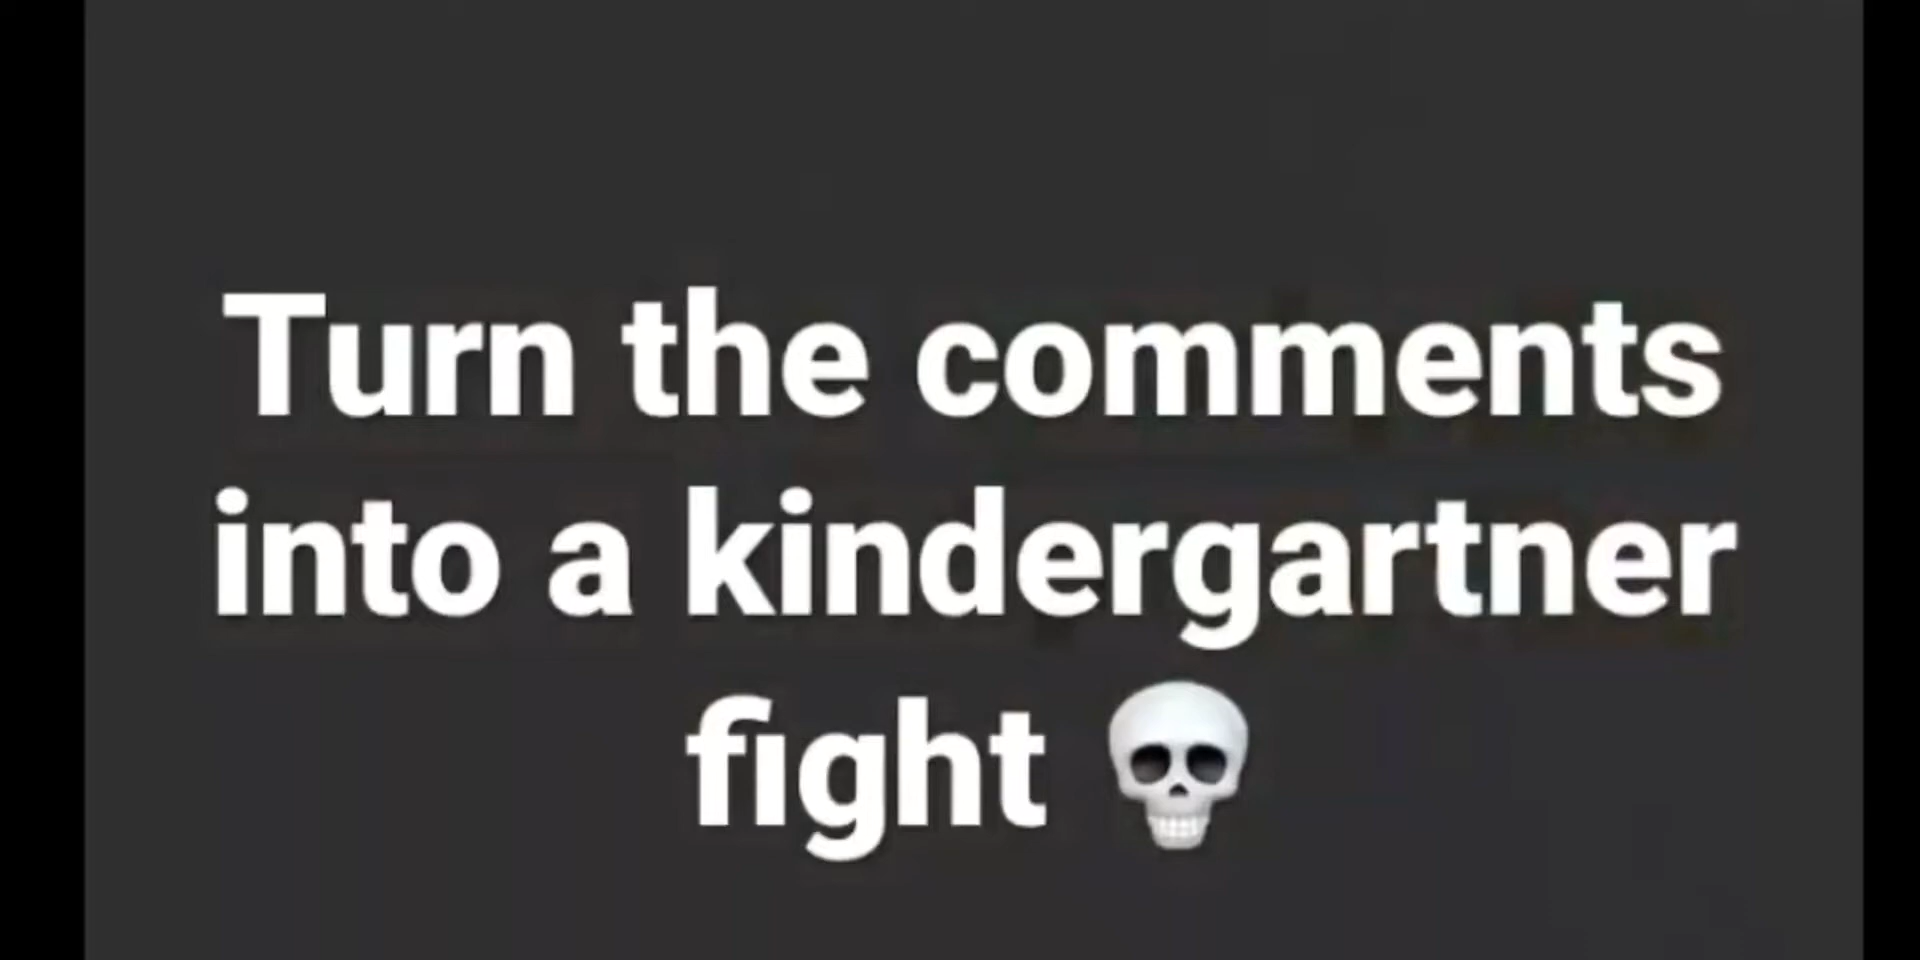 Turn the comments
into a kindergartner
fight 💀